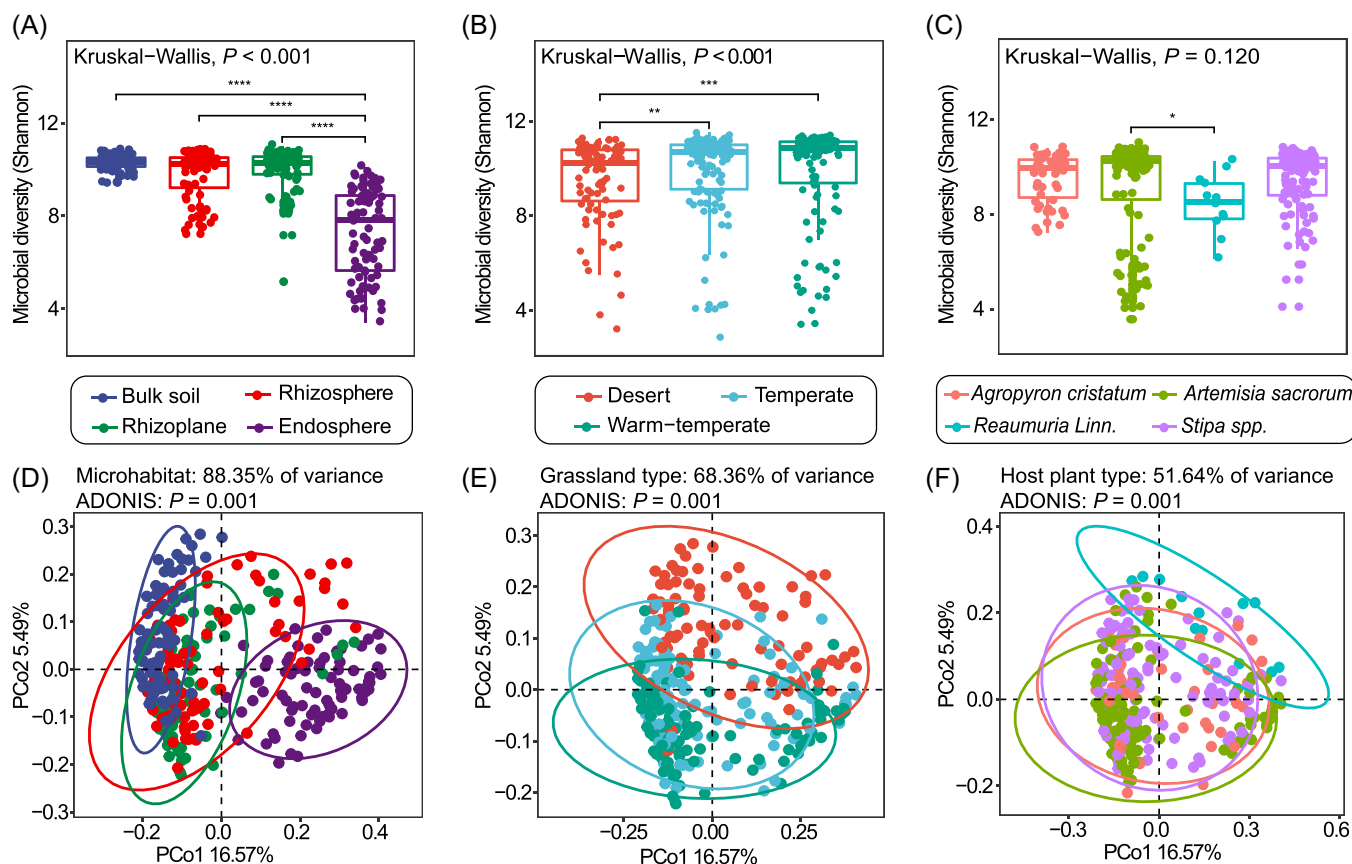 (A)
Kruskal−Wallis, P < 0.001
****
****
****
Microbial diversity (Shannon)
12
8
4
Bulk soil
Rhizosphere
Rhizoplane
Endosphere
(B)
Kruskal−Wallis, P <0.001
***
**
Microbial diversity (Shannon)
12
8
4
Desert
Temperate
Warm−temperate
(C)
Kruskal−Wallis, P = 0.120
*
Microbial diversity (Shannon)
12
8
4
Agropyron cristatum
Artemisia sacrorum
Reaumuria Linn.
Stipa spp.
(D)
Microhabitat: 88.35% of variance
ADONIS: P = 0.001
PCo2 5.49%
0.3
0.2
0.1
0.0
−0.1
−0.2
−0.3
−0.2
0.0
0.2
0.4
PCo1 16.57%
(E)
Grassland type: 68.36% of variance
ADONIS: P = 0.001
PCo2 5.49%
0.3
0.2
0.1
0.0
−0.1
−0.2
−0.25
0.00
0.25
PCo1 16.57%
(F)
Host plant type: 51.64% of variance
ADONIS: P = 0.001
PCo2 5.49%
0.4
0.2
0.0
−0.2
−0.3
0.0
0.3
0.6
PCo1 16.57%